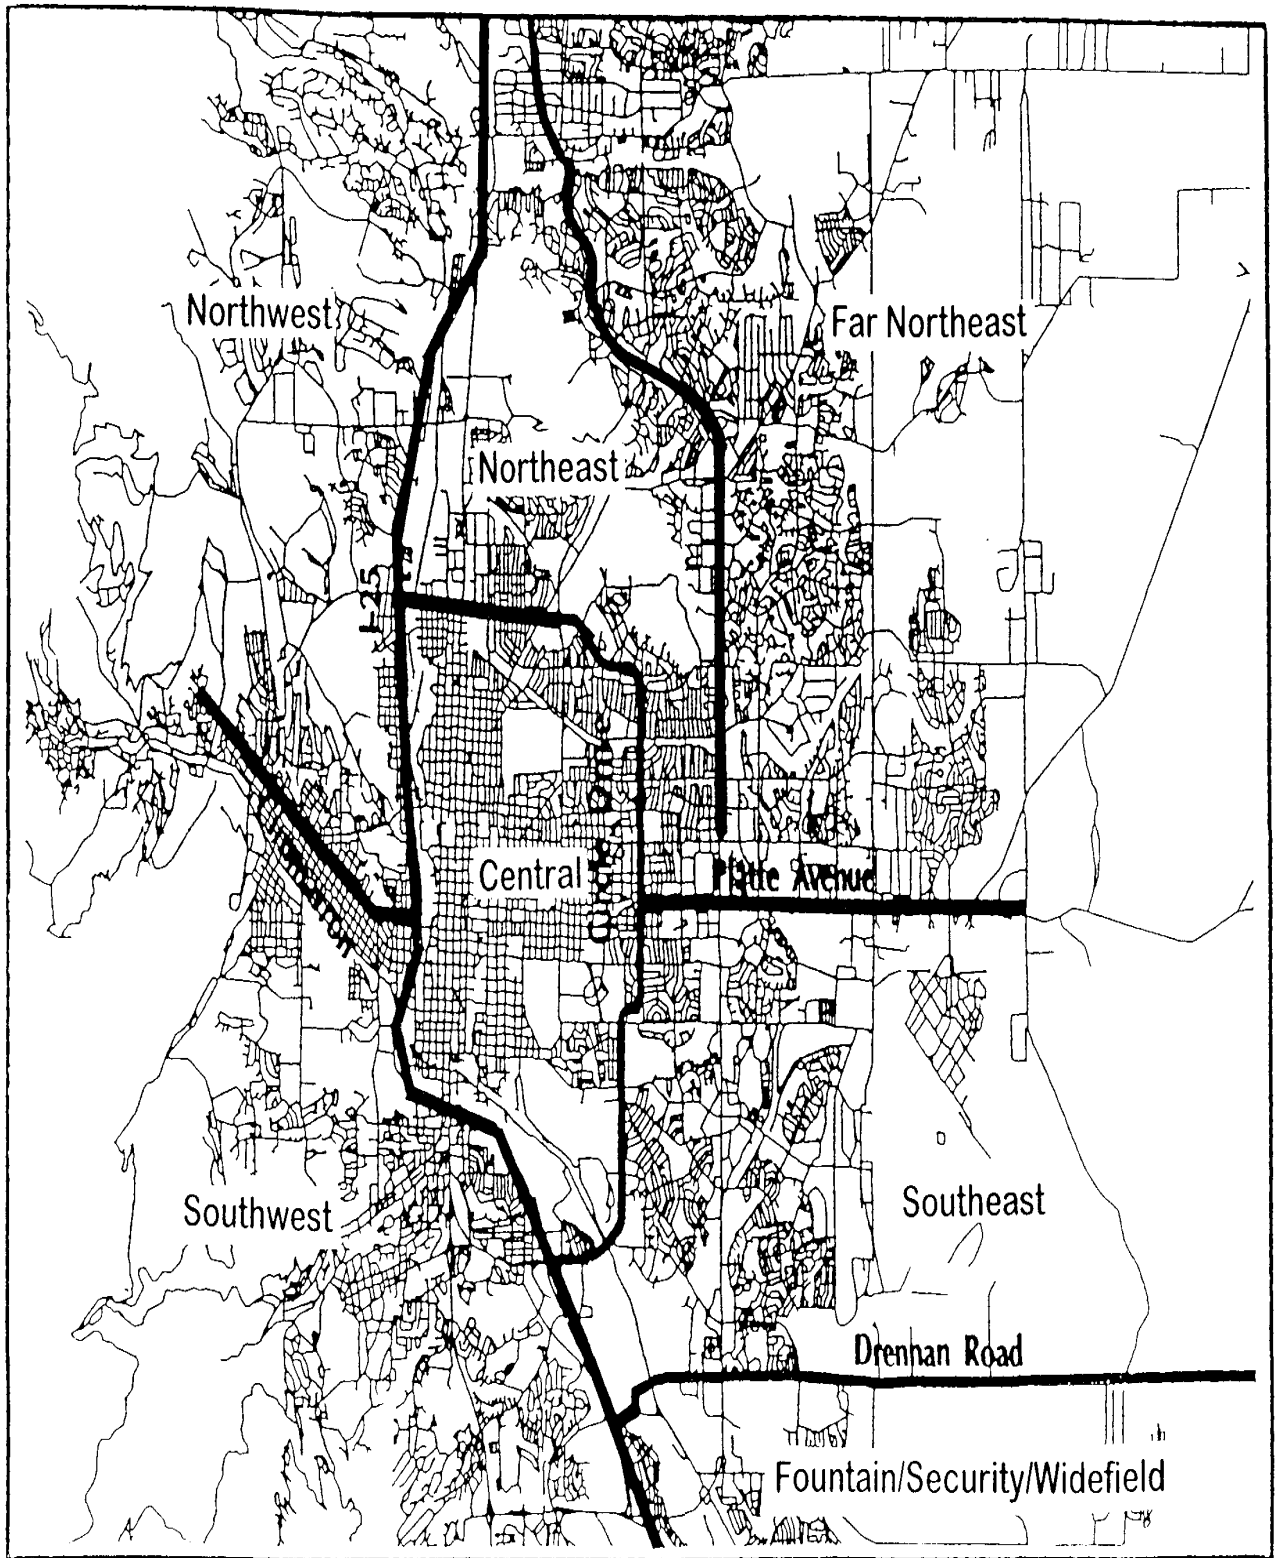 Northwest
Far Northeast
Northeast
I-25
Central
Platte Avenue
Southwest
Southeast
Drennan Road
Fountain/Security/Widefield